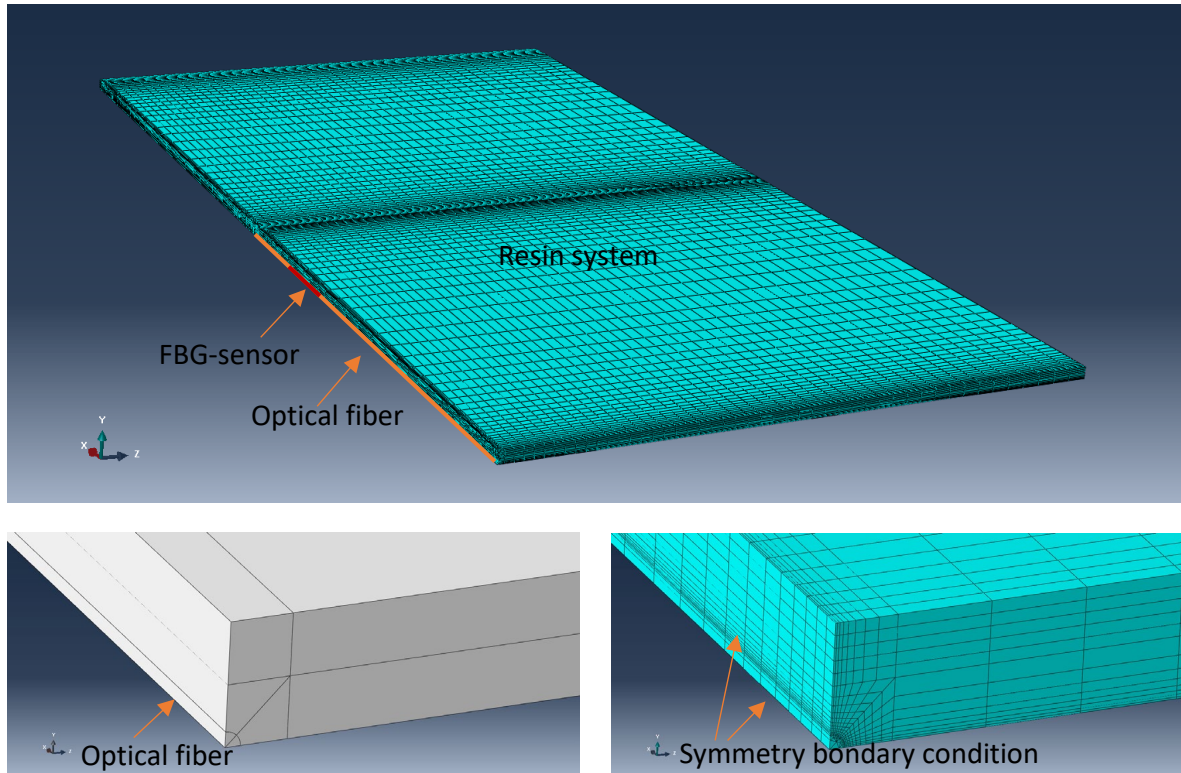 Resin system
FBG-sensor
Optical fiber
Y
X
Z
Optical fiber
Symmetry bondary condition